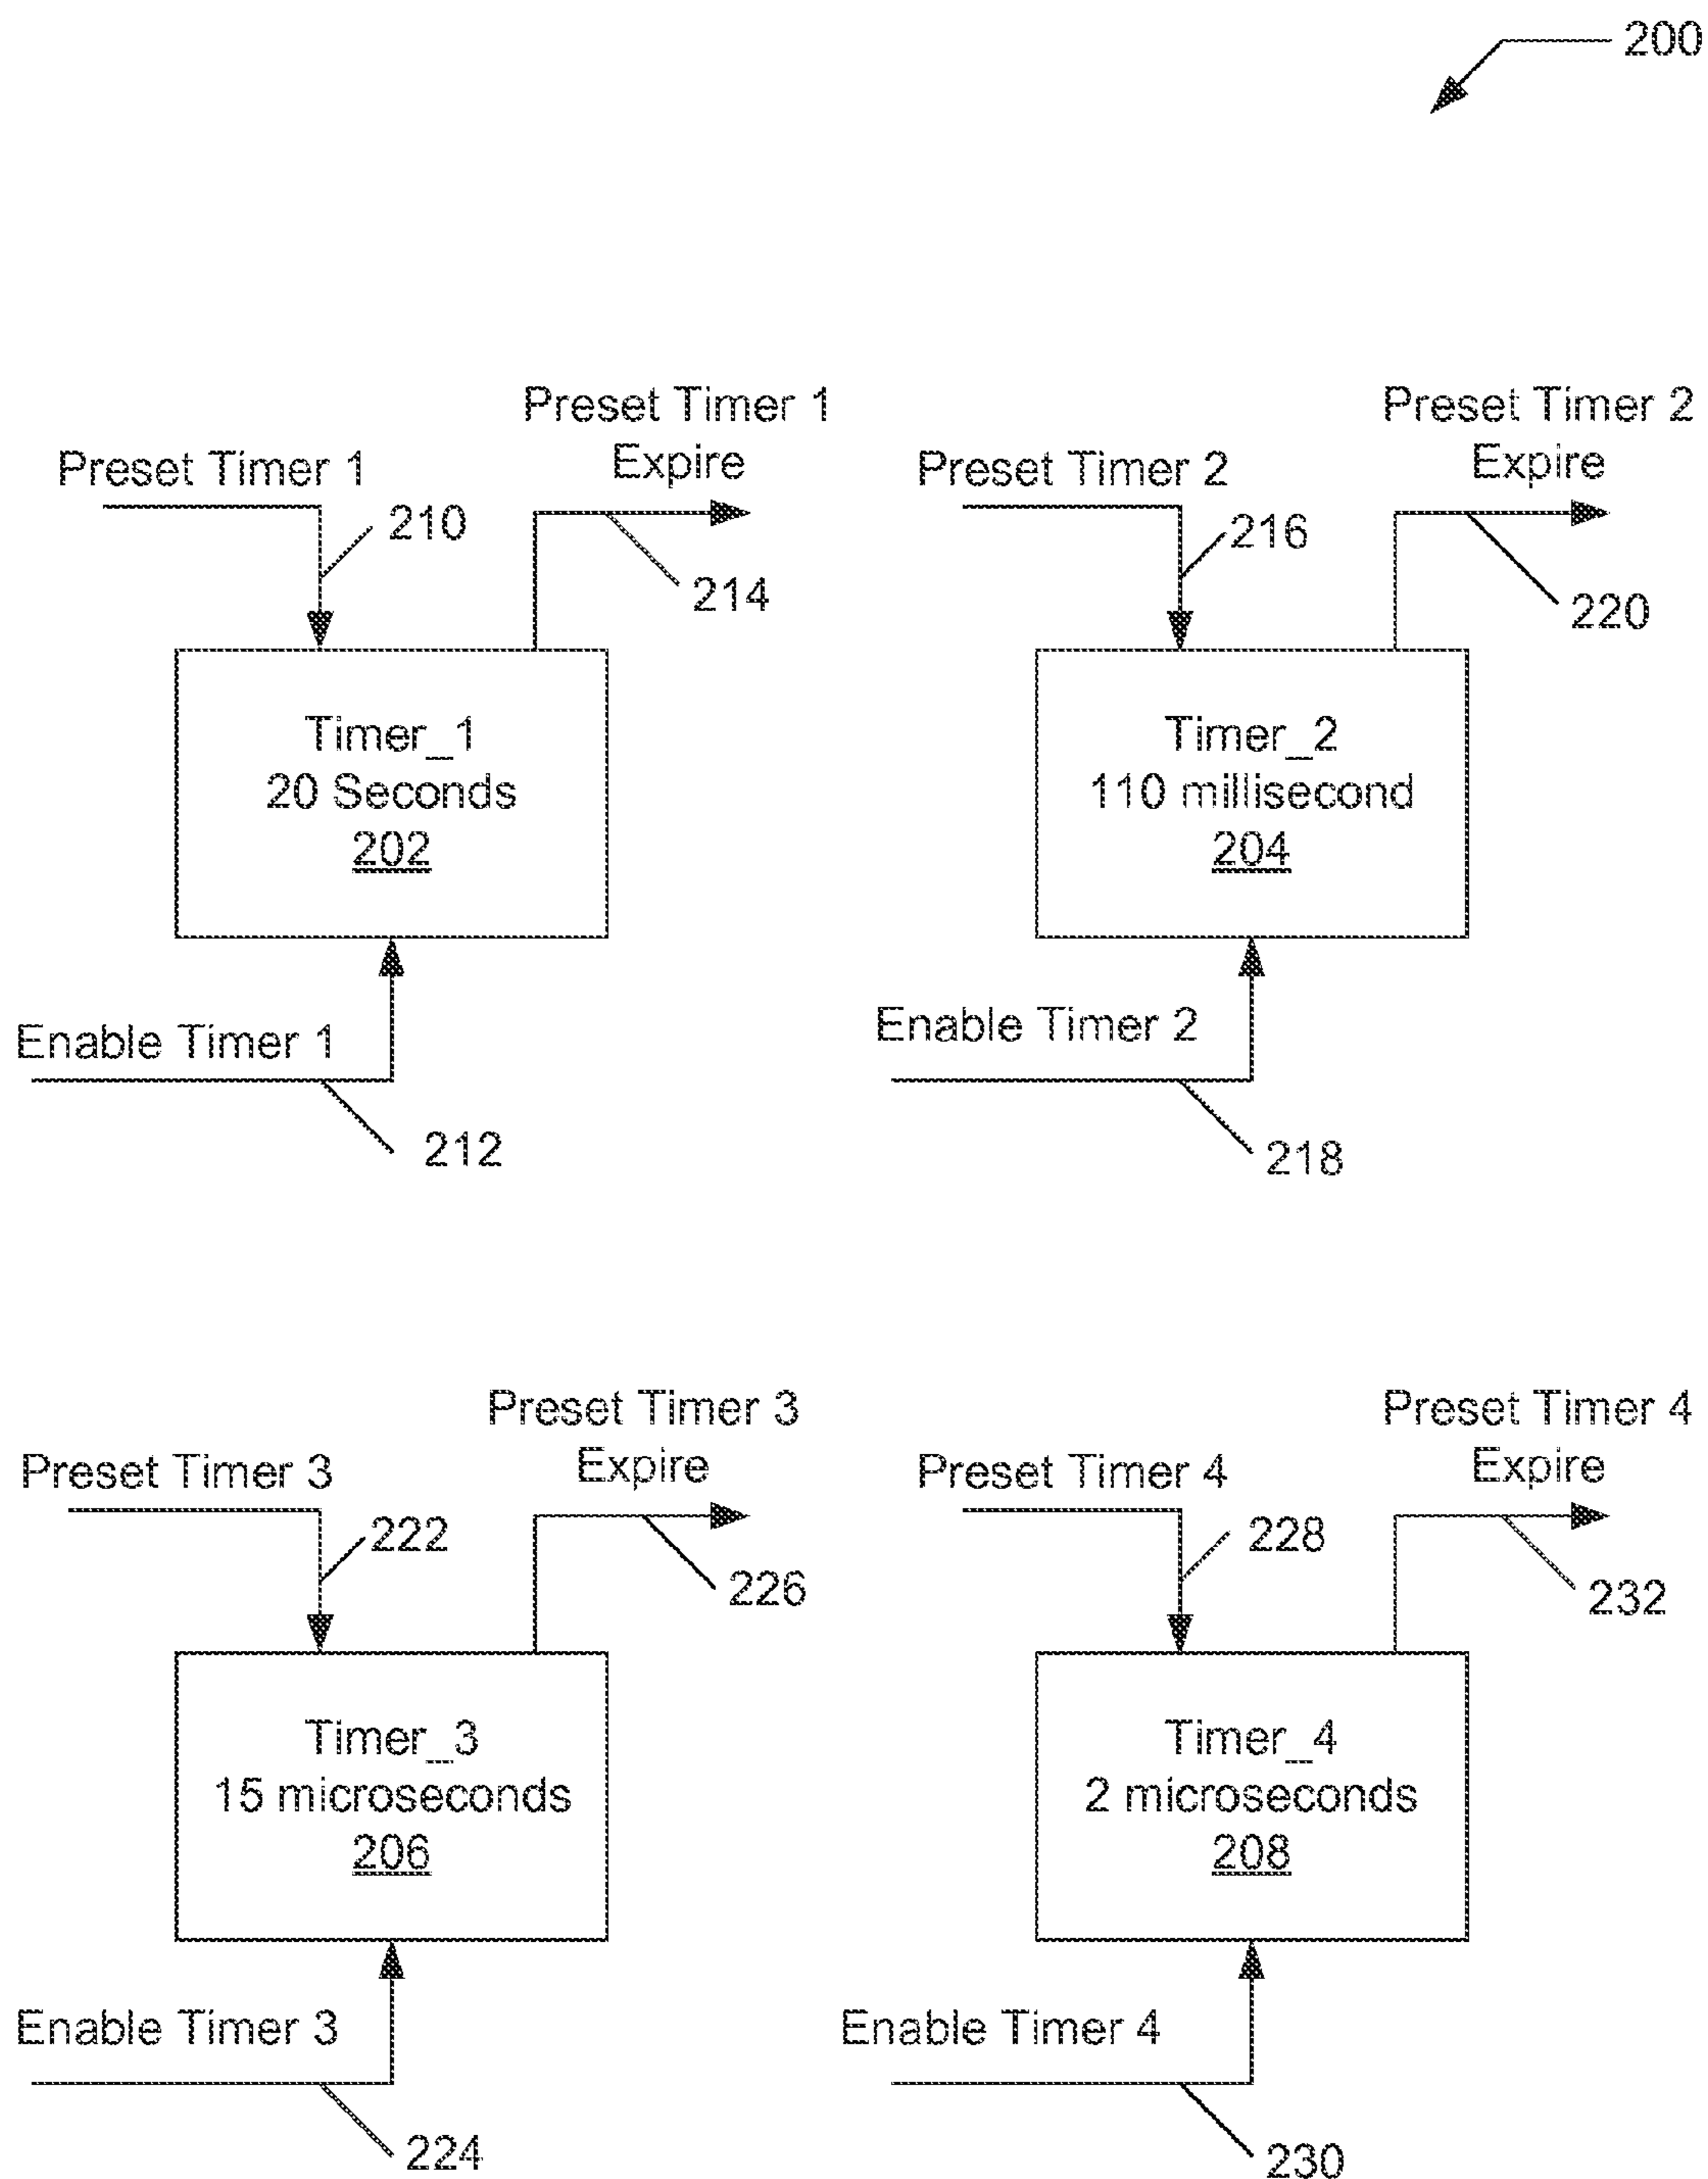 200
Preset Timer 1
Expire
Preset Timer 1
210
214
Timer_1
20 Seconds
202
Enable Timer 1
212
Preset Timer 2
Expire
Preset Timer 2
216
220
Timer_2
110 millisecond
204
Enable Timer 2
218
Preset Timer 3
Expire
Preset Timer 3
222
226
Timer_3
15 microseconds
206
Enable Timer 3
224
Preset Timer 4
Expire
Preset Timer 4
228
232
Timer_4
2 microseconds
208
Enable Timer 4
230